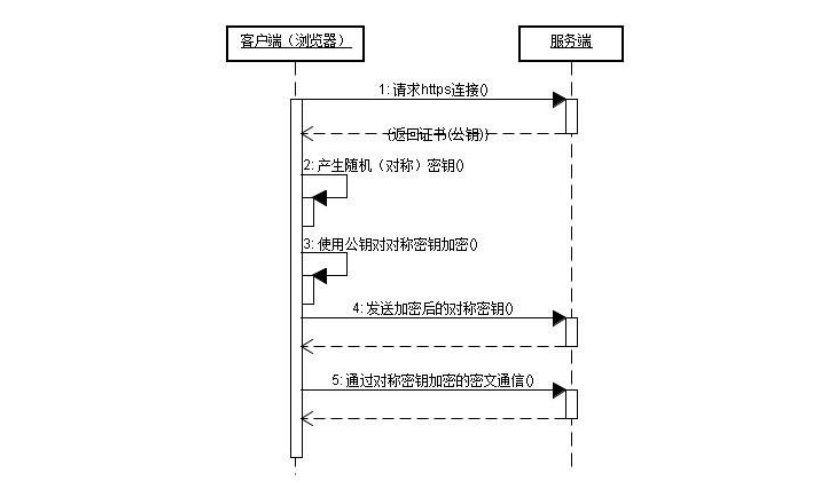 客户端（浏览器）
服务端
1: 请求https连接()
(返回证书(公钥))
2: 产生随机（对称）密钥()
3: 使用公钥对对称密钥加密()
4: 发送加密后的对称密钥()
5: 通过对称密钥加密的密文通信()